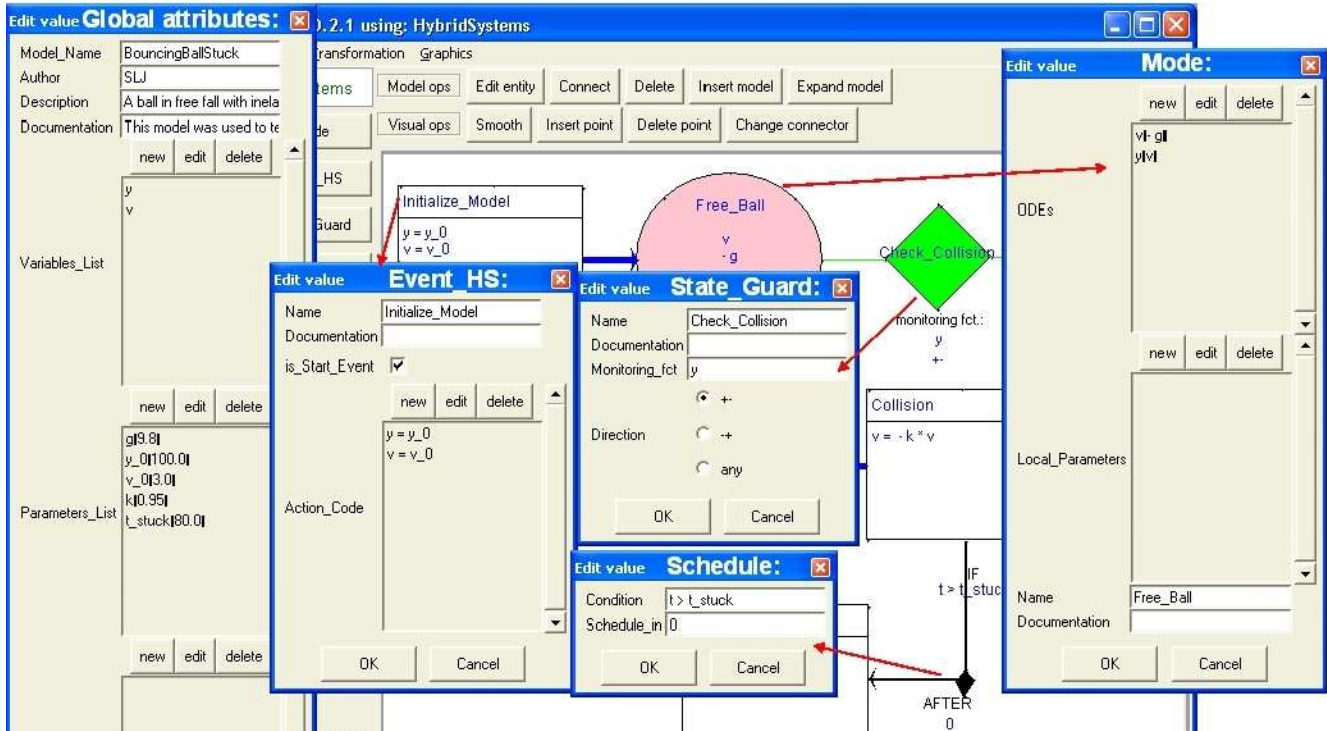 Edit value Global attributes:
Model_Name BouncingBallStuck
Author SLJ
Description A ball in free fall with inela
Documentation This model was used to te
new edit delete
y
v
Variables_List
new edit delete
g|9.8|
y_0|100.0|
v_0|3.0|
k|0.95|
t_stuck|80.0|
Parameters_List
new edit delete
0.2.1 using: HybridSystems
Transformation Graphics
tems Model ops Edit entity Connect Delete Insert model Expand model
de Visual ops Smooth Insert point Delete point Change connector
_HS
Guard
Initialize_Model
y = y_0
v = v_0
Free_Ball
v
- g
Check_Collision
monitoring fct.:
y
+-
Collision
v = - k * v
IF
t > t_stuc
AFTER
0
Edit value Event_HS:
Name Initialize_Model
Documentation
is_Start_Event
new edit delete
y = y_0
v = v_0
Action_Code
OK Cancel
Edit value State_Guard:
Name Check_Collision
Documentation
Monitoring_fct y
+-
Direction -+
any
OK Cancel
Edit value Schedule:
Condition t > t_stuck
Schedule_in 0
OK Cancel
Edit value Mode:
new edit delete
v|- g|
y|v|
ODEs
new edit delete
Local_Parameters
Name Free_Ball
Documentation
OK Cancel